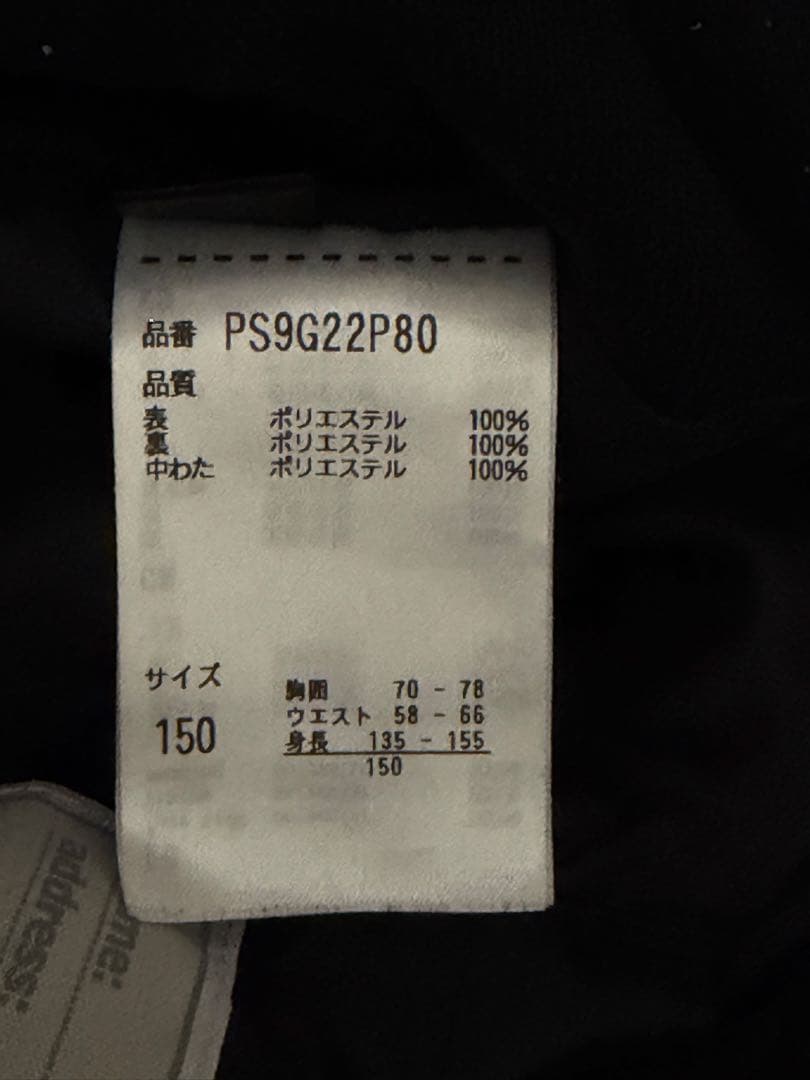 品番 PS9G22P80
品質
表 ポリエステル 100%
裏 ポリエステル 100%
中わた ポリエステル 100%
サイズ
150
胸囲 70 - 78
ウエスト 58 - 66
身長 135 - 155
150
address: